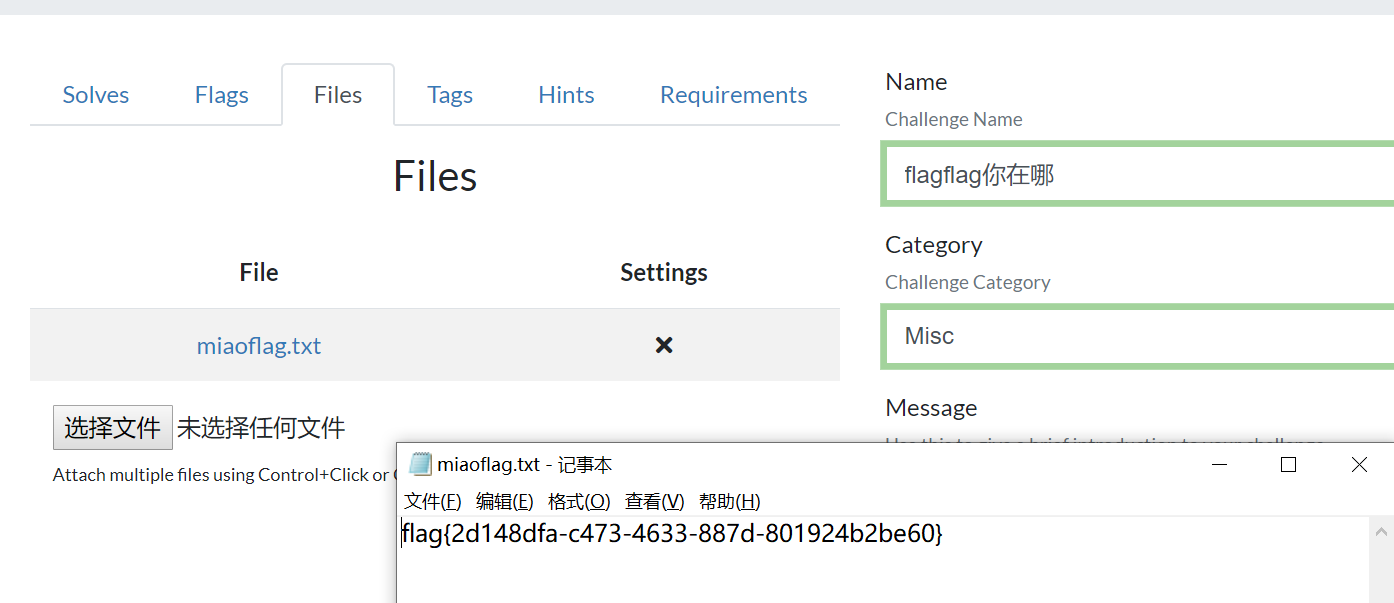 Solves Flags Files Tags Hints Requirements
Files
File Settings
miaoflag.txt
选择文件 未选择任何文件
Attach multiple files using Control+Click or
Name
Challenge Name
flagflag你在哪
Category
Challenge Category
Misc
Message
miaoflag.txt - 记事本
文件(F) 编辑(E) 格式(O) 查看(V) 帮助(H)
flag{2d148dfa-c473-4633-887d-801924b2be60}